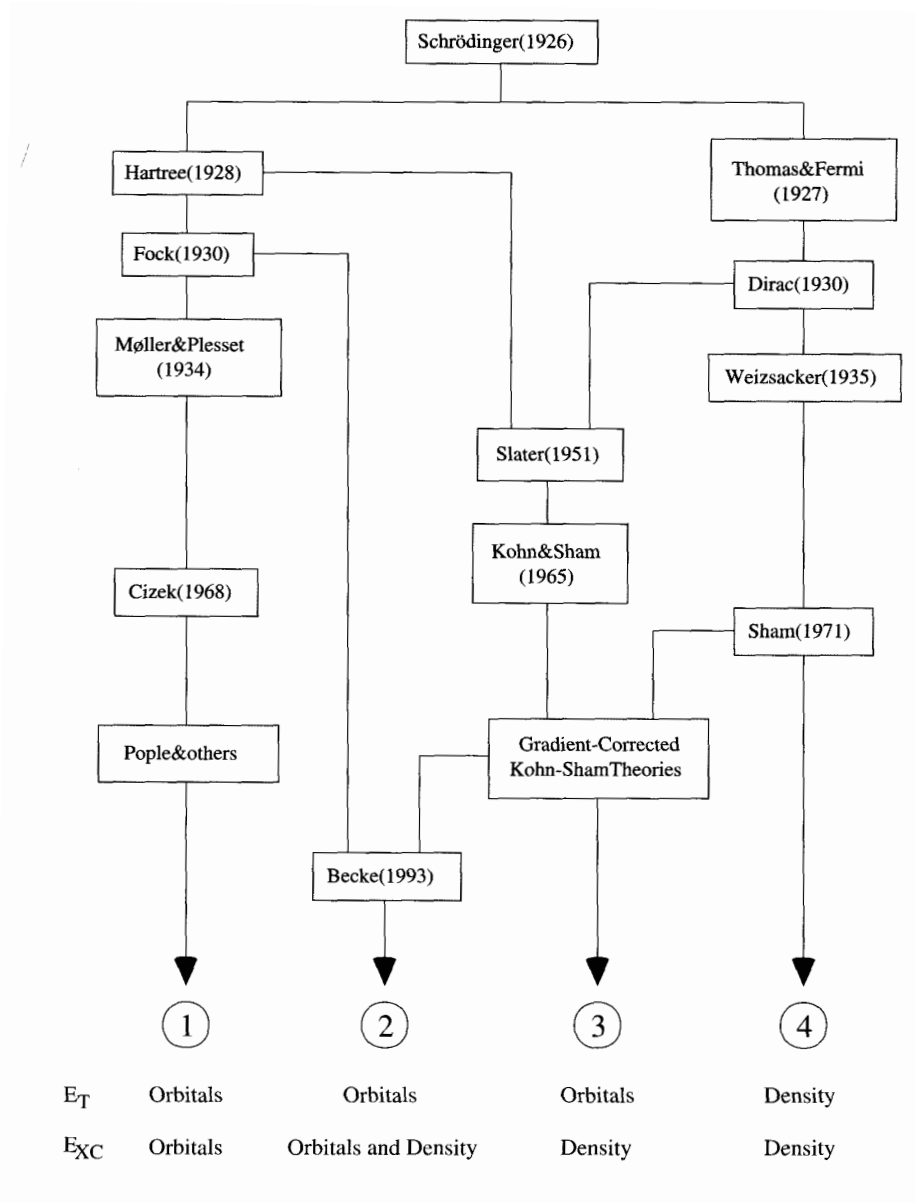 Schrödinger(1926)
Hartree(1928)
Thomas&Fermi
(1927)
Fock(1930)
Dirac(1930)
Møller&Plesset
(1934)
Weizsacker(1935)
Slater(1951)
Kohn&Sham
(1965)
Cizek(1968)
Sham(1971)
Pople&others
Gradient-Corrected
Kohn-ShamTheories
Becke(1993)
1 2 3 4
ET Orbitals Orbitals Orbitals Density
EXC Orbitals Orbitals and Density Density Density